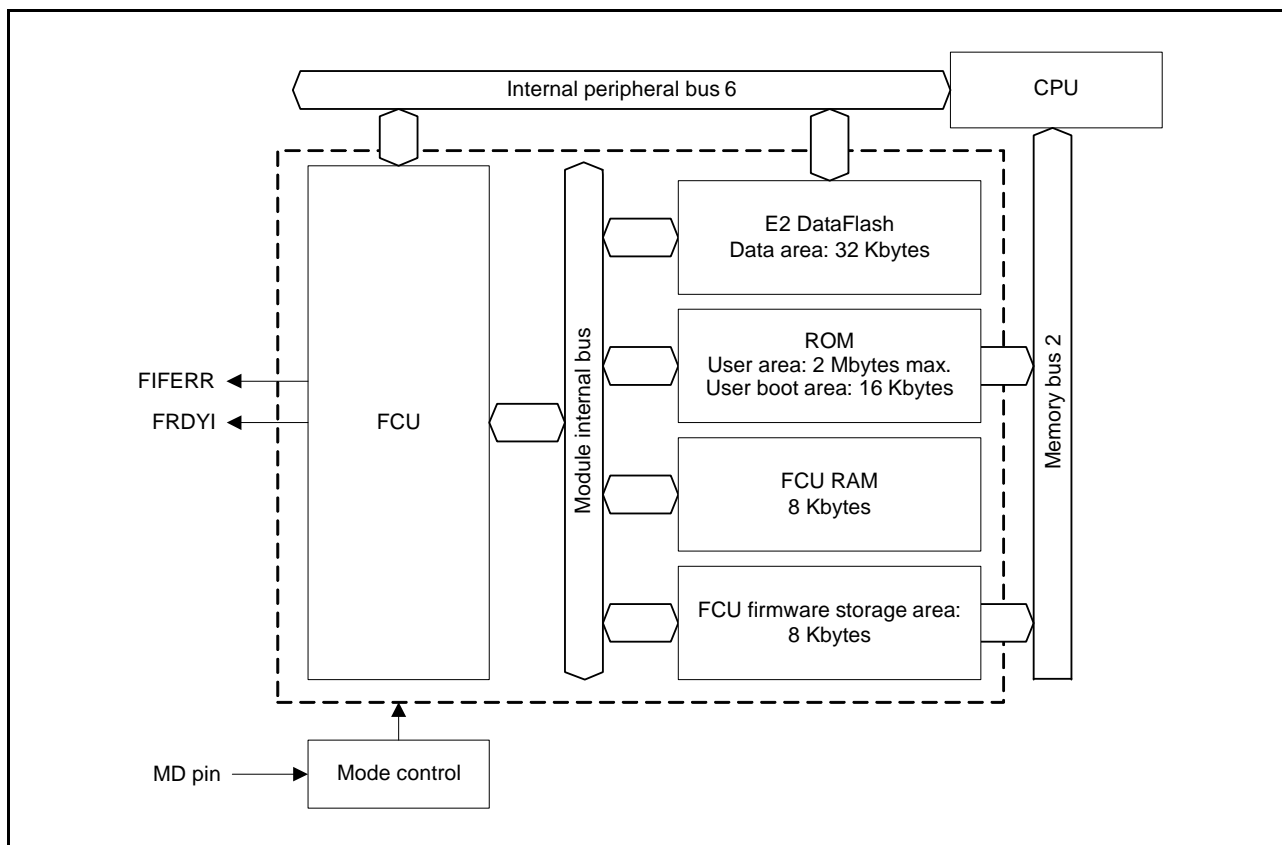 Internal peripheral bus 6
CPU
E2 DataFlash
Data area: 32 Kbytes
ROM
User area: 2 Mbytes max.
User boot area: 16 Kbytes
FIFERR
FRDYI
FCU
Module internal bus
Memory bus 2
FCU RAM
8 Kbytes
FCU firmware storage area:
8 Kbytes
MD pin
Mode control